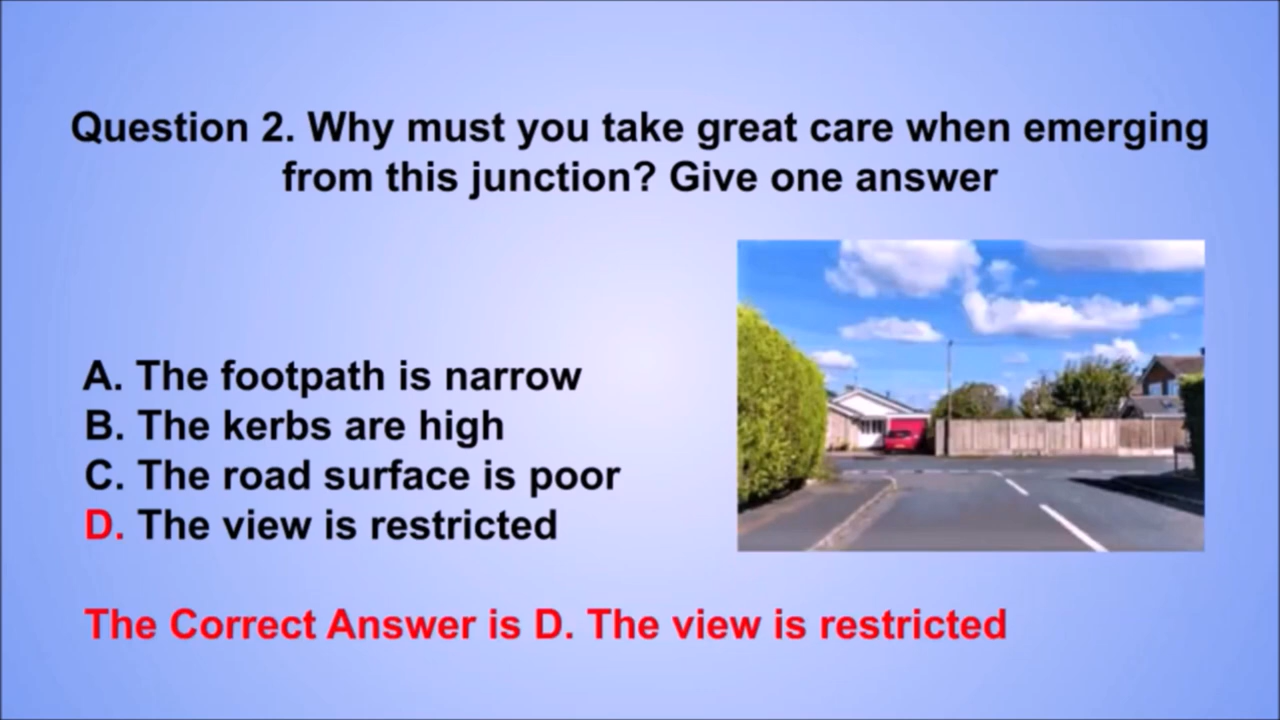 Question 2. Why must you take great care when emerging
from this junction? Give one answer
A. The footpath is narrow
B. The kerbs are high
C. The road surface is poor
D. The view is restricted
The Correct Answer is D. The view is restricted